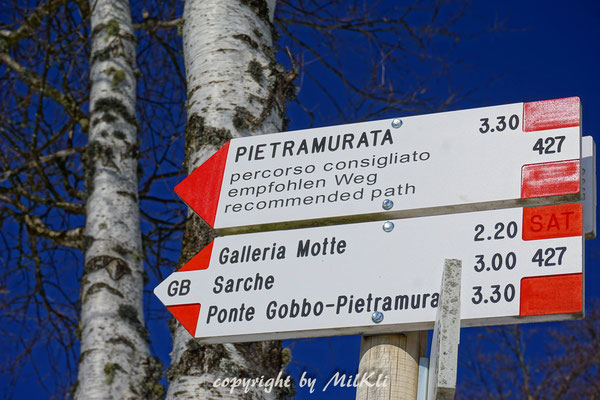 PIETRAMURATA 3.30
percorso consigliato 427
empfohlen Weg
recommended path
SAT
Galleria Motte 2.20
GB Sarche 3.00 427
Ponte Gobbo-Pietramura 3.30
copyright by MilKli